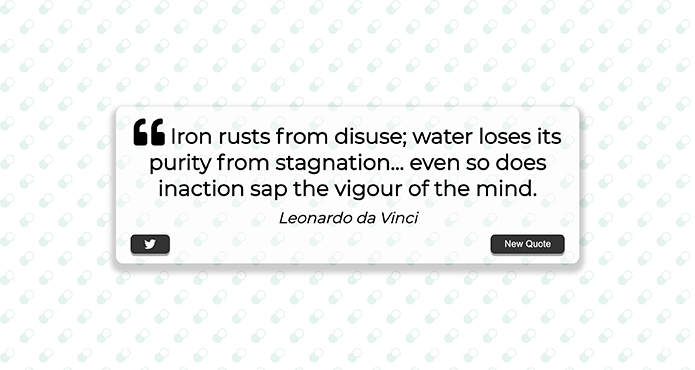 ❝ Iron rusts from disuse; water loses its
purity from stagnation... even so does
inaction sap the vigour of the mind.
Leonardo da Vinci
New Quote